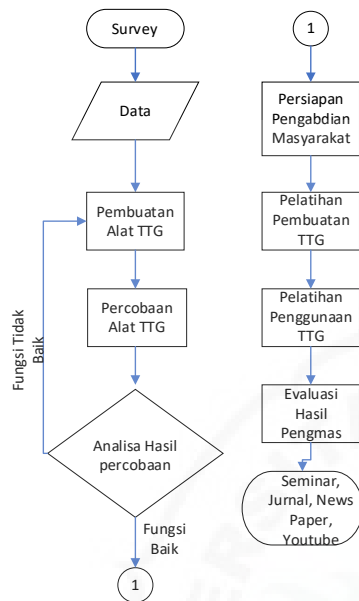 Survey
Data
Pembuatan
Alat TTG
Percobaan
Alat TTG
Fungsi Tidak
Baik
Analisa Hasil
percobaan
Fungsi
Baik
1
1
Persiapan
Pengabdian
Masyarakat
Pelatihan
Pembuatan
TTG
Pelatihan
Penggunaan
TTG
Evaluasi
Hasil
Pengmas
Seminar,
Jurnal, News
Paper,
Youtube